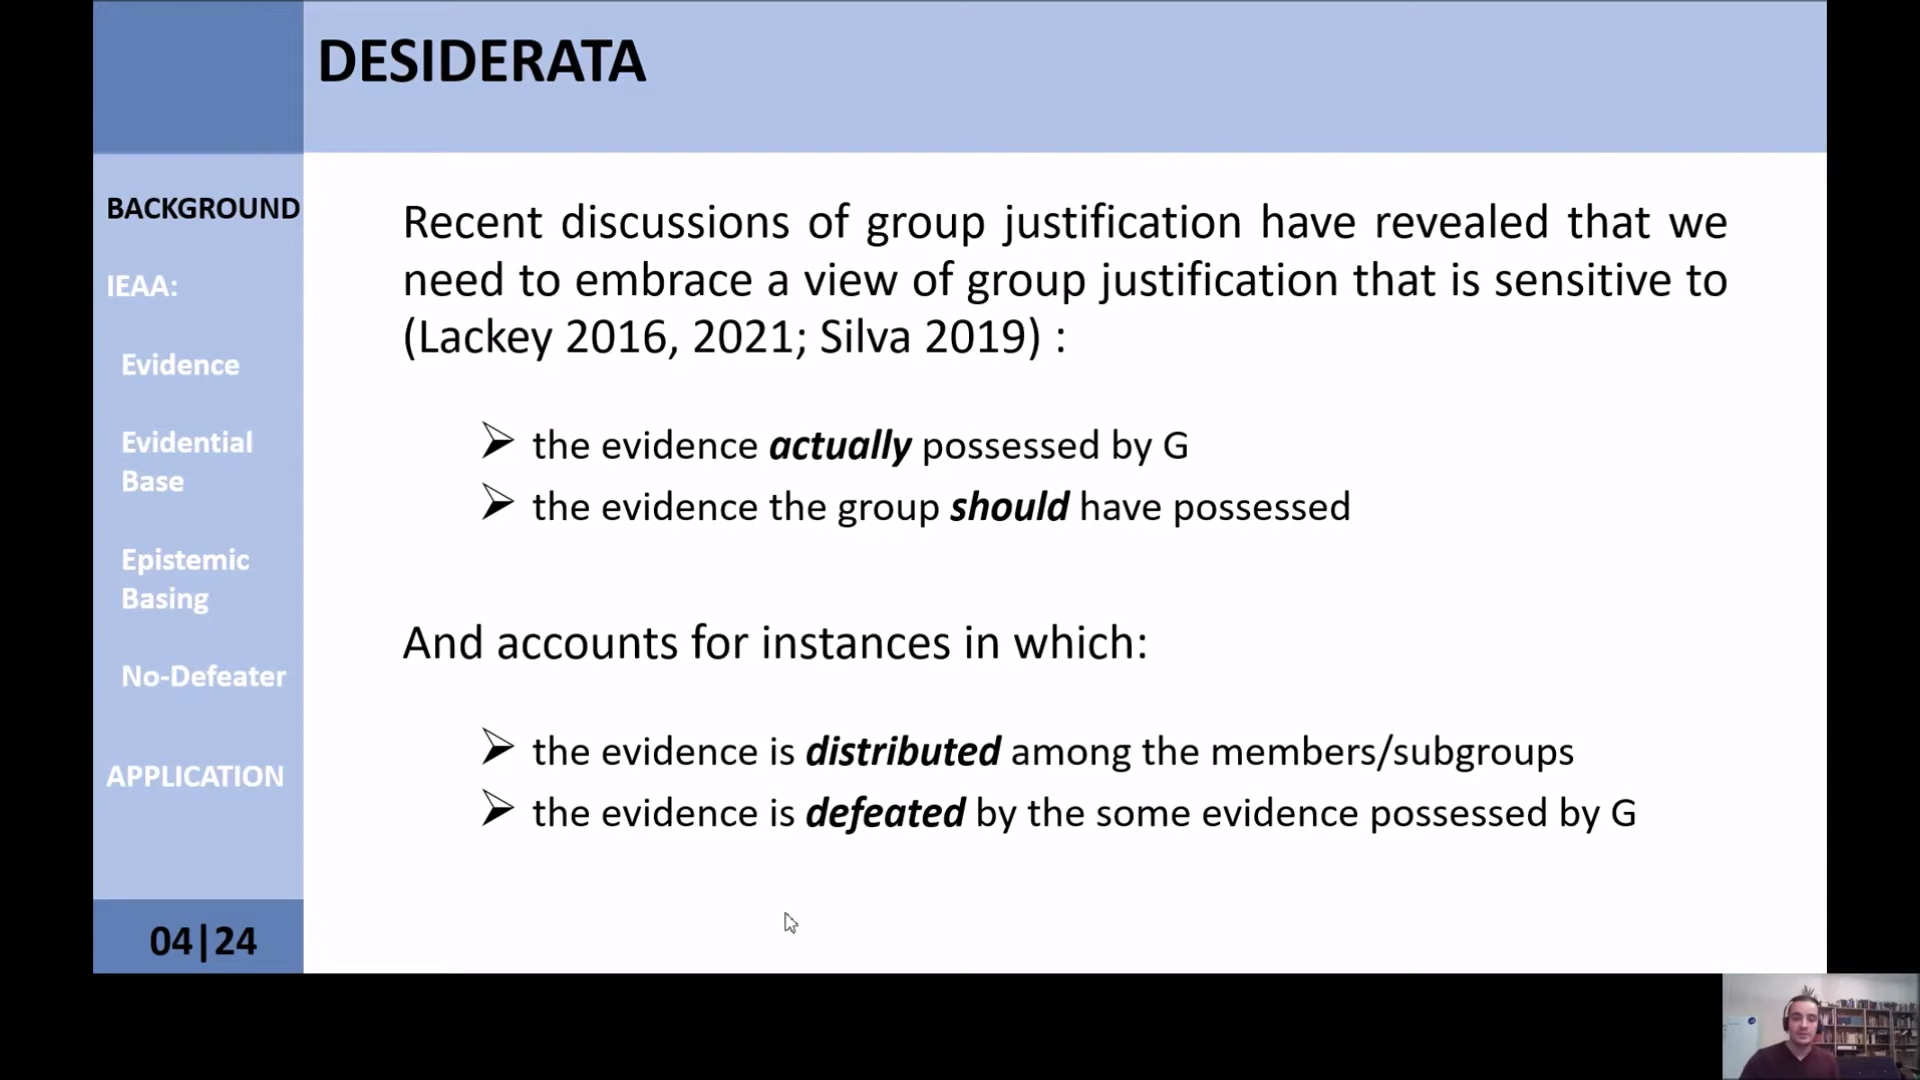 DESIDERATA
BACKGROUND
IEAA:
Evidence
Evidential
Base
Epistemic
Basing
No-Defeater
APPLICATION
04|24
Recent discussions of group justification have revealed that we
need to embrace a view of group justification that is sensitive to
(Lackey 2016, 2021; Silva 2019) :
➢ the evidence actually possessed by G
➢ the evidence the group should have possessed
And accounts for instances in which:
➢ the evidence is distributed among the members/subgroups
➢ the evidence is defeated by the some evidence possessed by G